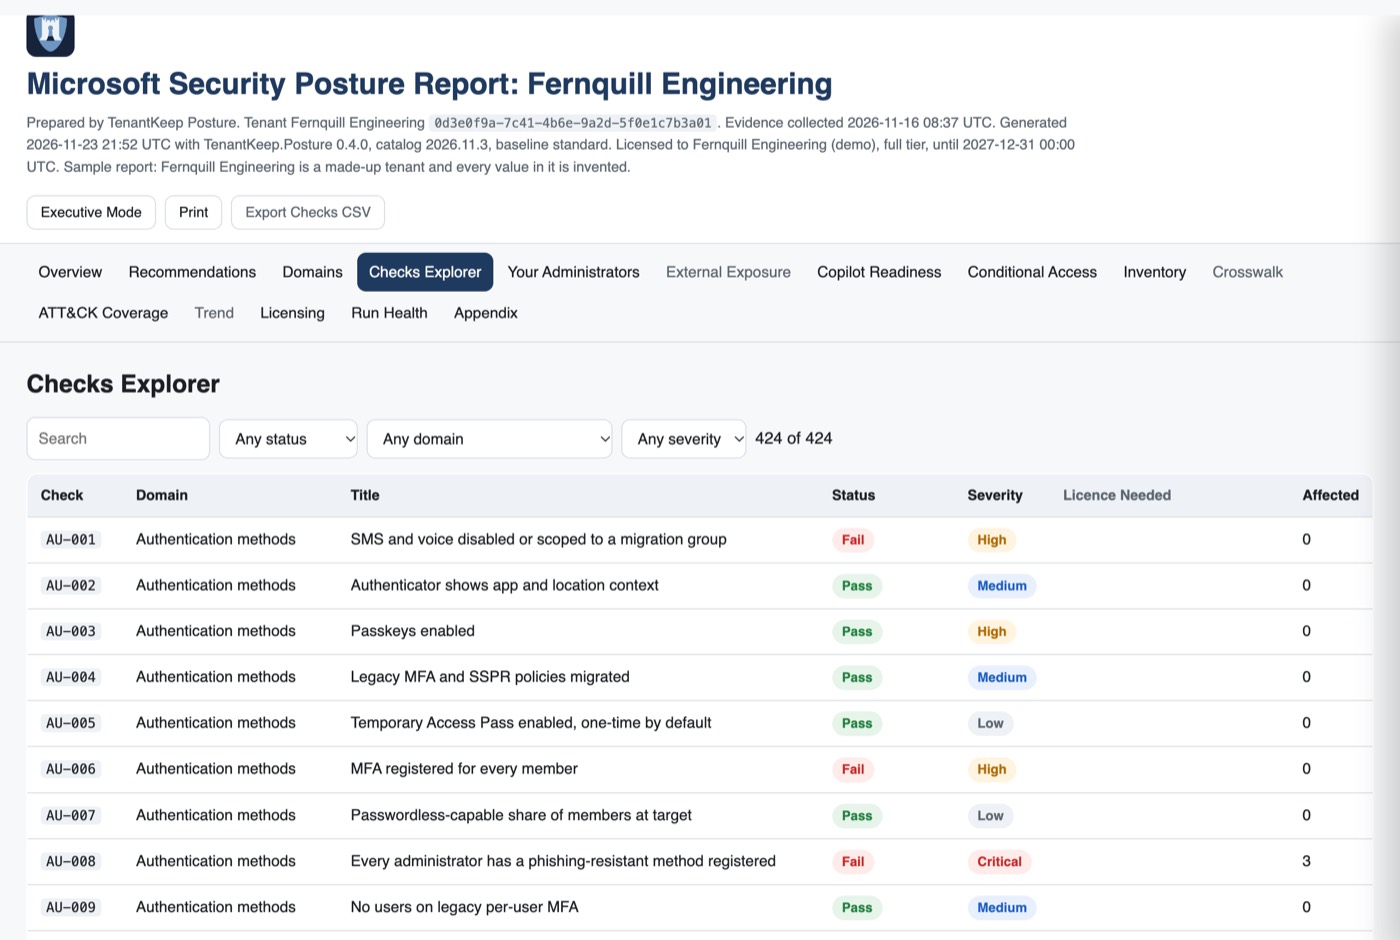 Microsoft Security Posture Report: Fernquill Engineering
Prepared by TenantKeep Posture. Tenant Fernquill Engineering 0d3e0f9a-7c41-4b6e-9a2d-5f0e1c7b3a01 . Evidence collected 2026-11-16 08:37 UTC. Generated
2026-11-23 21:52 UTC with TenantKeep.Posture 0.4.0, catalog 2026.11.3, baseline standard. Licensed to Fernquill Engineering (demo), full tier, until 2027-12-31 00:00
UTC. Sample report: Fernquill Engineering is a made-up tenant and every value in it is invented.
Executive Mode Print Export Checks CSV
Overview Recommendations Domains Checks Explorer Your Administrators External Exposure Copilot Readiness Conditional Access Inventory Crosswalk
ATT&CK Coverage Trend Licensing Run Health Appendix
Checks Explorer
Search Any status Any domain Any severity 424 of 424
Check Domain Title Status Severity Licence Needed Affected
AU-001 Authentication methods SMS and voice disabled or scoped to a migration group Fail High 0
AU-002 Authentication methods Authenticator shows app and location context Pass Medium 0
AU-003 Authentication methods Passkeys enabled Pass High 0
AU-004 Authentication methods Legacy MFA and SSPR policies migrated Pass Medium 0
AU-005 Authentication methods Temporary Access Pass enabled, one-time by default Pass Low 0
AU-006 Authentication methods MFA registered for every member Fail High 0
AU-007 Authentication methods Passwordless-capable share of members at target Pass Low 0
AU-008 Authentication methods Every administrator has a phishing-resistant method registered Fail Critical 3
AU-009 Authentication methods No users on legacy per-user MFA Pass Medium 0